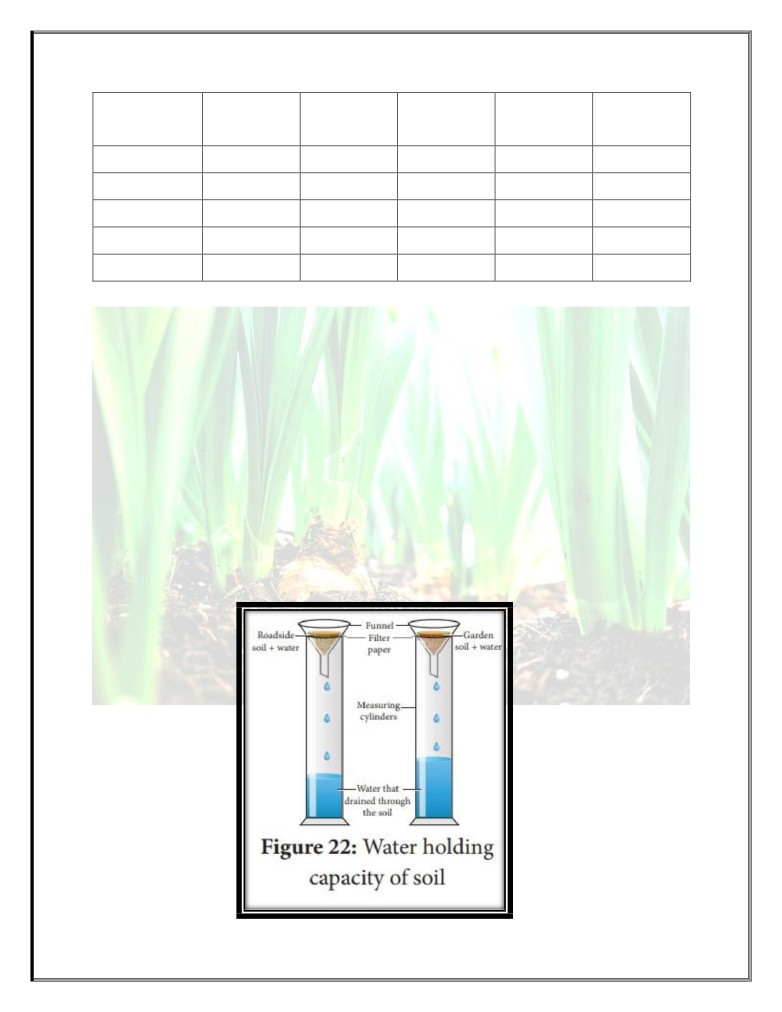 Funnel
Roadside
soil + water
Filter
paper
Garden
soil + water
Measuring
cylinders
Water that
drained through
the soil
Figure 22: Water holding
capacity of soil